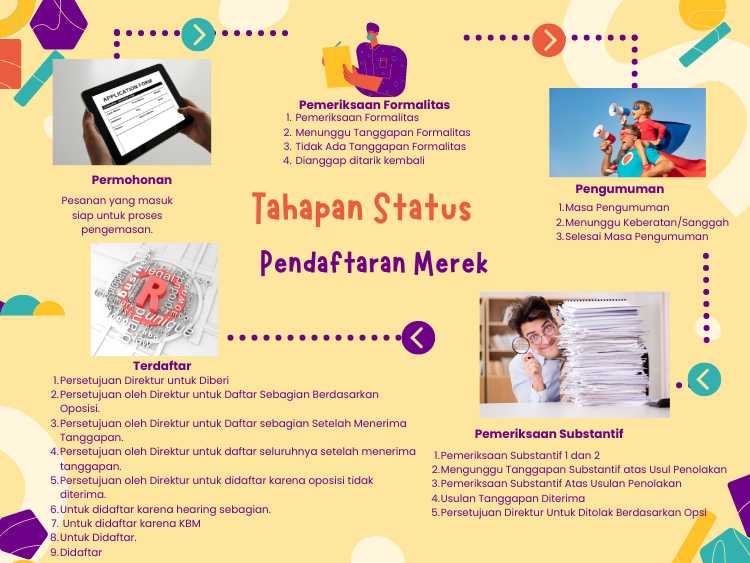 APPLICATION FORM
Pemeriksaan Formalitas
1. Pemeriksaan Formalitas
2. Menunggu Tanggapan Formalitas
3. Tidak Ada Tanggapan Formalitas
4. Dianggap ditarik kembali
Permohonan
Pesanan yang masuk
siap untuk proses
pengemasan.
Pengumuman
1.Masa Pengumuman
2.Menunggu Keberatan/Sanggah
3.Selesai Masa Pengumuman
Tahapan Status
Pendaftaran Merek
R
unique
Terdaftar
1.Persetujuan Direktur untuk Diberi
2.Persetujuan oleh Direktur untuk Daftar Sebagian Berdasarkan
Oposisi.
3.Persetujuan oleh Direktur untuk Daftar sebagian Setelah Menerima
Tanggapan.
4.Persetujuan oleh Direktur untuk daftar seluruhnya setelah menerima
tanggapan.
5.Persetujuan oleh Direktur untuk didaftar karena oposisi tidak
diterima.
6.Untuk didaftar karena hearing sebagian.
7. Untuk didaftar karena KBM
8.Untuk Didaftar.
9.Didaftar
Pemeriksaan Substantif
1.Pemeriksaan Substantif 1 dan 2
2.Mengunggu Tanggapan Substantif atas Usul Penolakan
3.Pemeriksaan Substantif Atas Usulan Penolakan
4.Usulan Tanggapan Diterima
5.Persetujuan Direktur Untuk Ditolak Berdasarkan Opsi